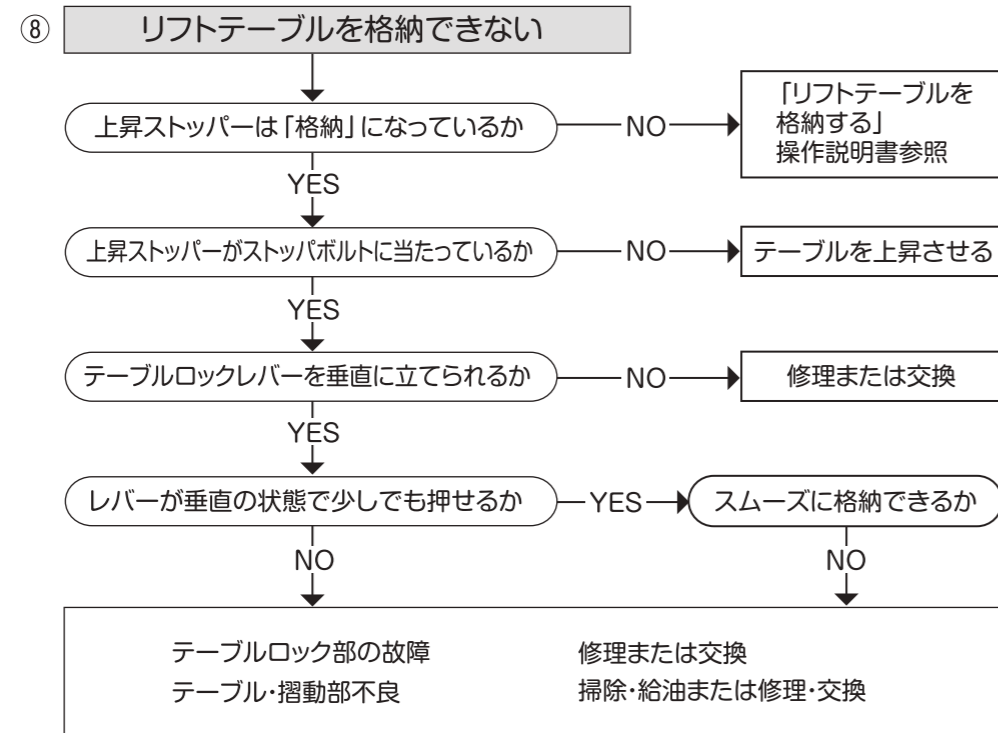 ⑧ リフトテーブルを格納できない
上昇ストッパーは「格納」になっているか
NO
「リフトテーブルを
格納する」
操作説明書参照
YES
上昇ストッパーがストッパボルトに当たっているか
NO
テーブルを上昇させる
YES
テーブルロックレバーを垂直に立てられるか
NO
修理または交換
YES
レバーが垂直の状態で少しでも押せるか
YES
スムーズに格納できるか
NO
NO
テーブルロック部の故障 修理または交換
テーブル・摺動部不良 掃除・給油または修理・交換